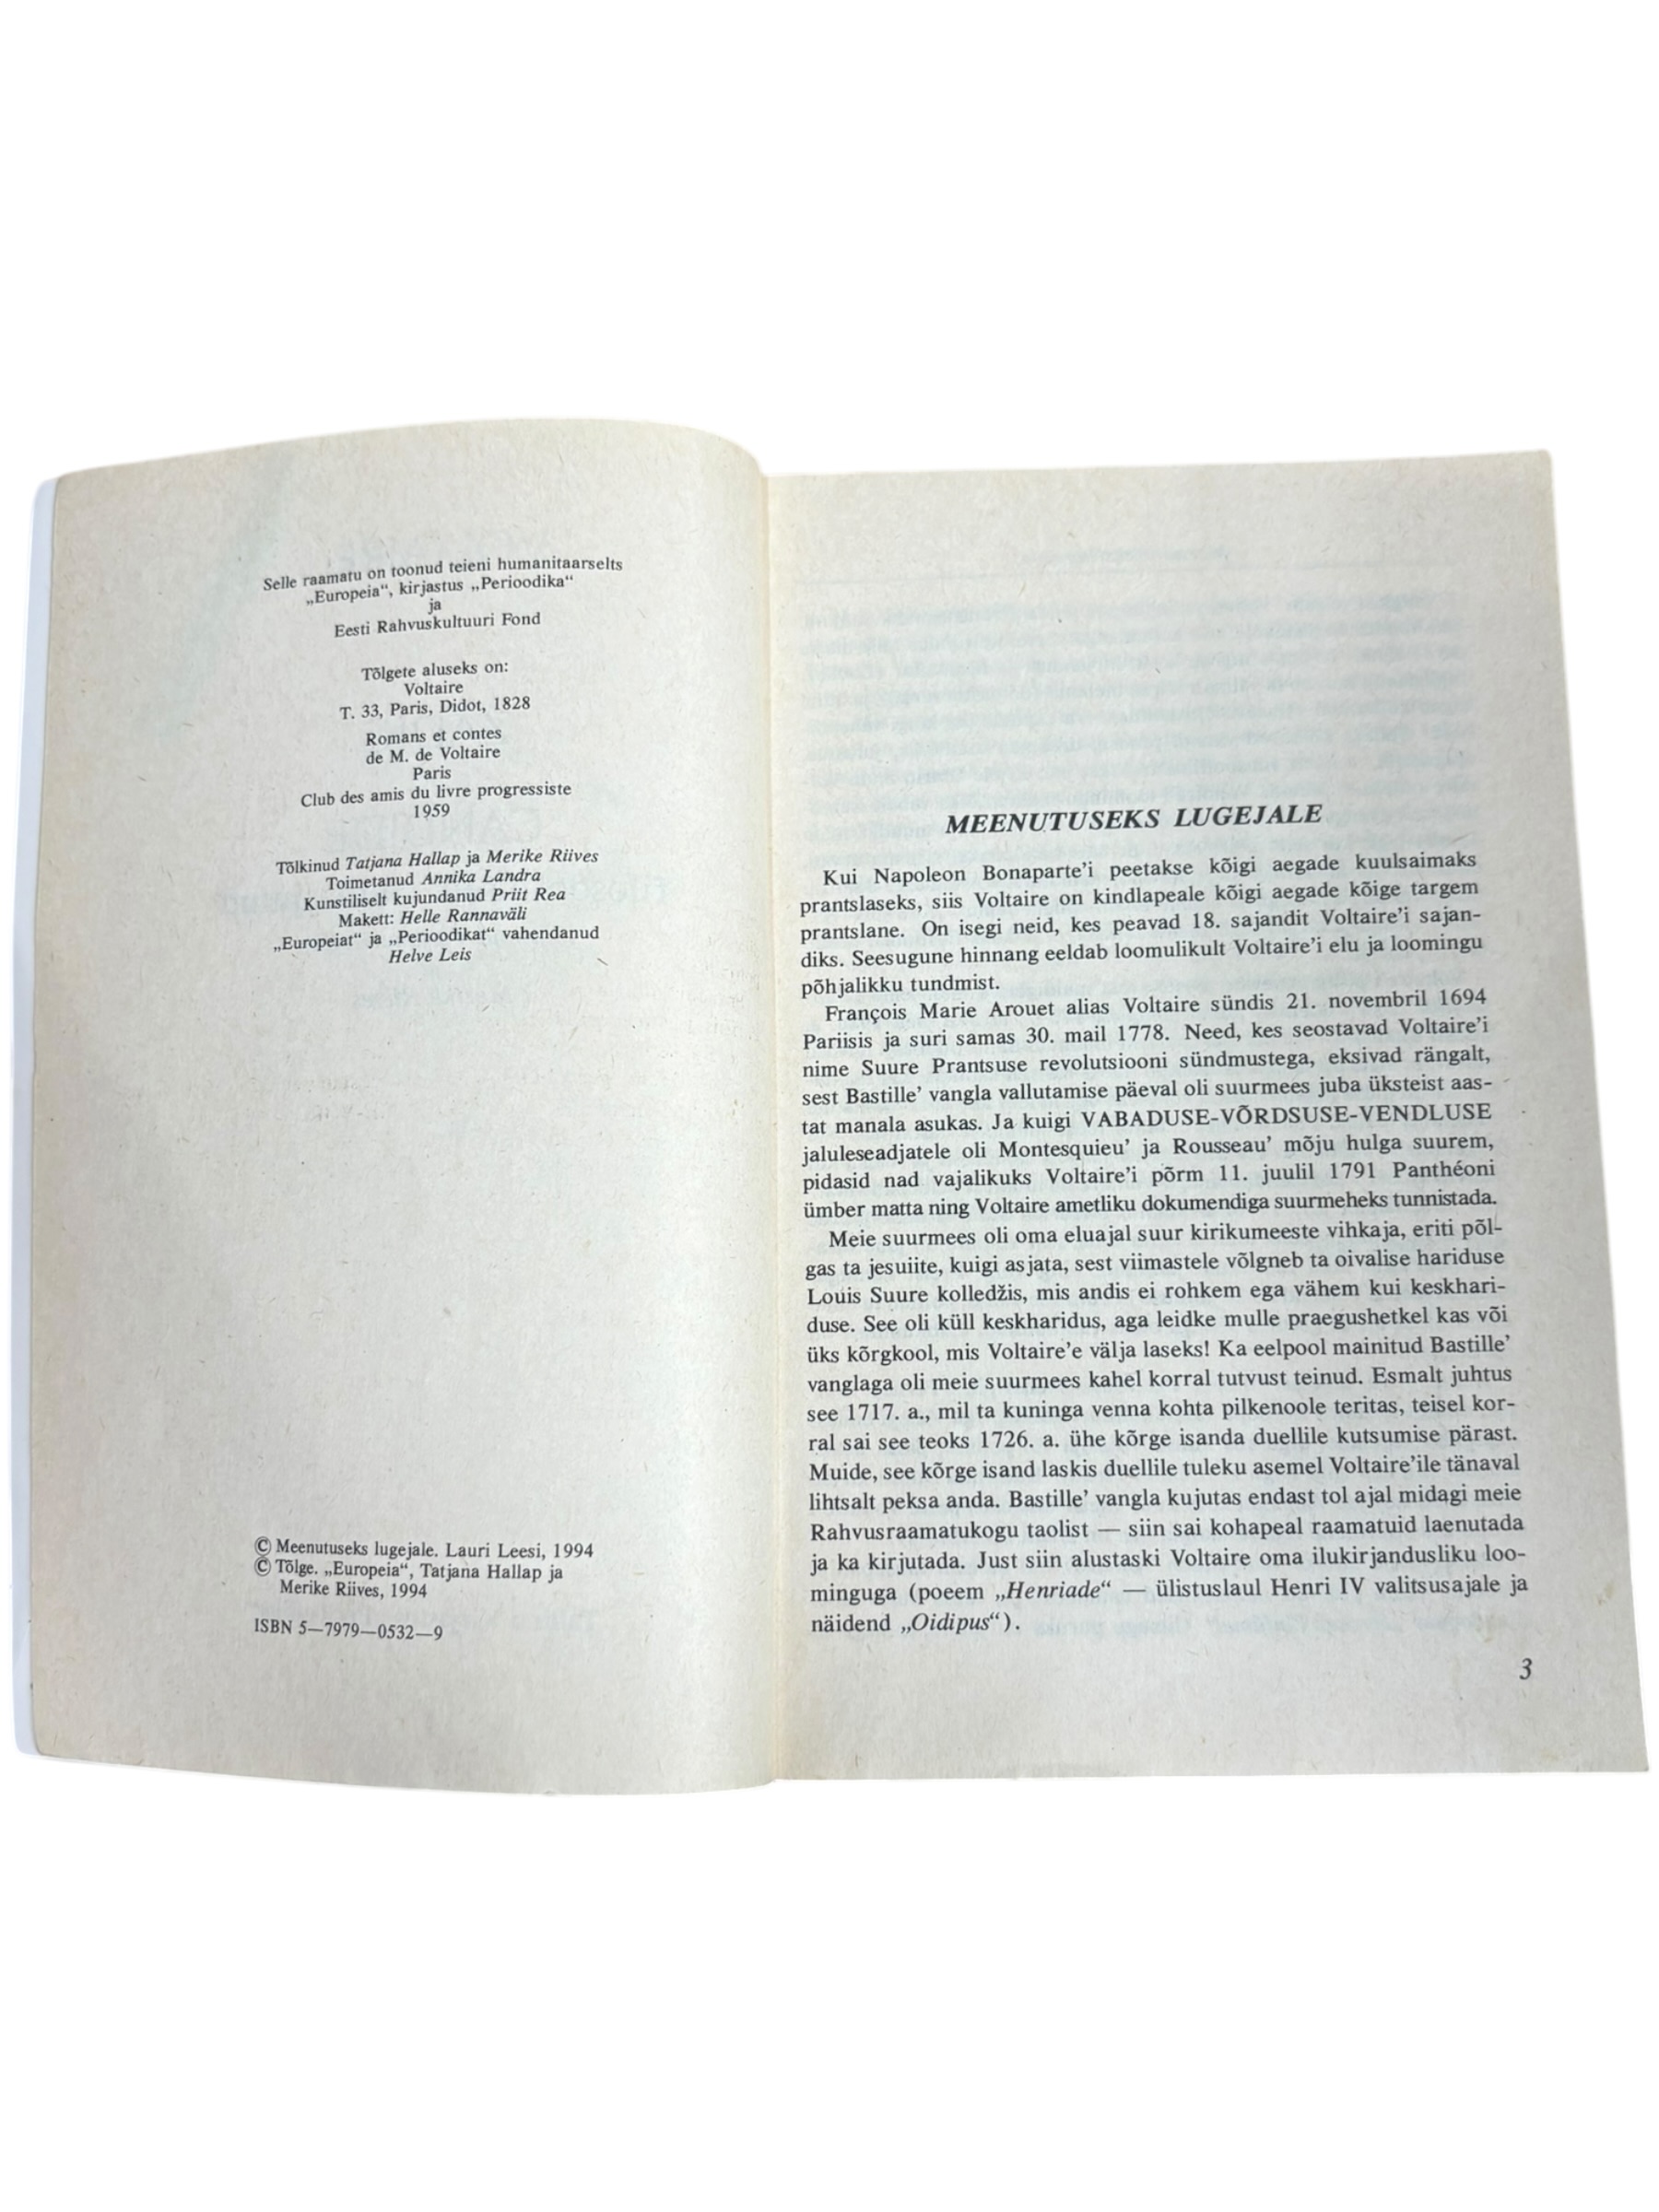 Selle raamatu on toonud teieni humanitaarselts
„Europeia“, kirjastus „Perioodika“
ja
Eesti Rahvuskultuuri Fond
Tõlgete aluseks on:
Voltaire
T. 33, Paris, Didot, 1828
Romans et contes
de M. de Voltaire
Paris
Club des amis du livre progressiste
1959
Tõlkinud Tatjana Hallap ja Merike Riives
Toimetanud Annika Landra
Kunstiliselt kujundanud Priit Rea
Makett: Helle Rannaväli
„Europeiat“ ja „Perioodikat“ vahendanud
Helve Leis
© Meenutuseks lugejale. Lauri Leesi, 1994
© Tõlge. „Europeia“, Tatjana Hallap ja
Merike Riives, 1994
ISBN 5—7979—0532—9
MEENUTUSEKS LUGEJALE
Kui Napoleon Bonaparte’i peetakse kõigi aegade kuulsaimaks
prantslaseks, siis Voltaire on kindlapeale kõigi aegade kõige targem
prantslane. On isegi neid, kes peavad 18. sajandit Voltaire’i sajan-
diks. Seesugune hinnang eeldab loomulikult Voltaire’i elu ja loomingu
põhjalikku tundmist.
François Marie Arouet alias Voltaire sündis 21. novembril 1694
Pariisis ja suri samas 30. mail 1778. Need, kes seostavad Voltaire’i
nime Suure Prantsuse revolutsiooni sündmustega, eksivad rängalt,
sest Bastille’ vangla vallutamise päeval oli suurmees juba üksteist aas-
tat manala asukas. Ja kuigi VABADUSE-VÕRDSUSE-VENDLUSE
jaluleseadjatele oli Montesquieu’ ja Rousseau’ mõju hulga suurem,
pidasid nad vajalikuks Voltaire’i põrm 11. juulil 1791 Panthéoni
ümber matta ning Voltaire ametliku dokumendiga suurmeheks tunnistada.
Meie suurmees oli oma eluajal suur kirikumeeste vihkaja, eriti põl-
gas ta jesuiite, kuigi asjata, sest viimastele võlgneb ta oivalise hariduse
Louis Suure kolledžis, mis andis ei rohkem ega vähem kui keskhari-
duse. See oli küll keskharidus, aga leidke mulle praegushetkel kas või
üks kõrgkool, mis Voltaire’e välja laseks! Ka eelpool mainitud Bastille’
vanglaga oli meie suurmees kahel korral tutvust teinud. Esmalt juhtus
see 1717. a., mil ta kuninga venna kohta pilkenoole teritas, teisel kor-
ral sai see teoks 1726. a. ühe kõrge isanda duellile kutsumise pärast.
Muide, see kõrge isand laskis duellile tuleku asemel Voltaire’ile tänaval
lihtsalt peksa anda. Bastille’ vangla kujutas endast tol ajal midagi meie
Rahvusraamatukogu taolist — siin sai kohapeal raamatuid laenutada
ja ka kirjutada. Just siin alustaski Voltaire oma ilukirjandusliku loo-
minguga (poeem „Henriade“ — ülistuslaul Henri IV valitsusajale ja
näidend „Oidipus“).
3